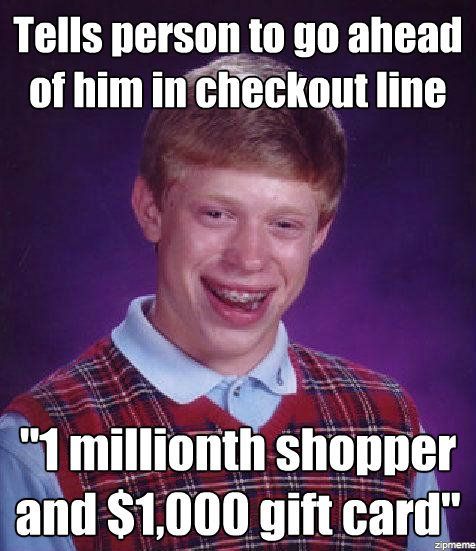 Tells person to go ahead
of him in checkout line
"1 millionth shopper
and $1,000 gift card"
zipmeme